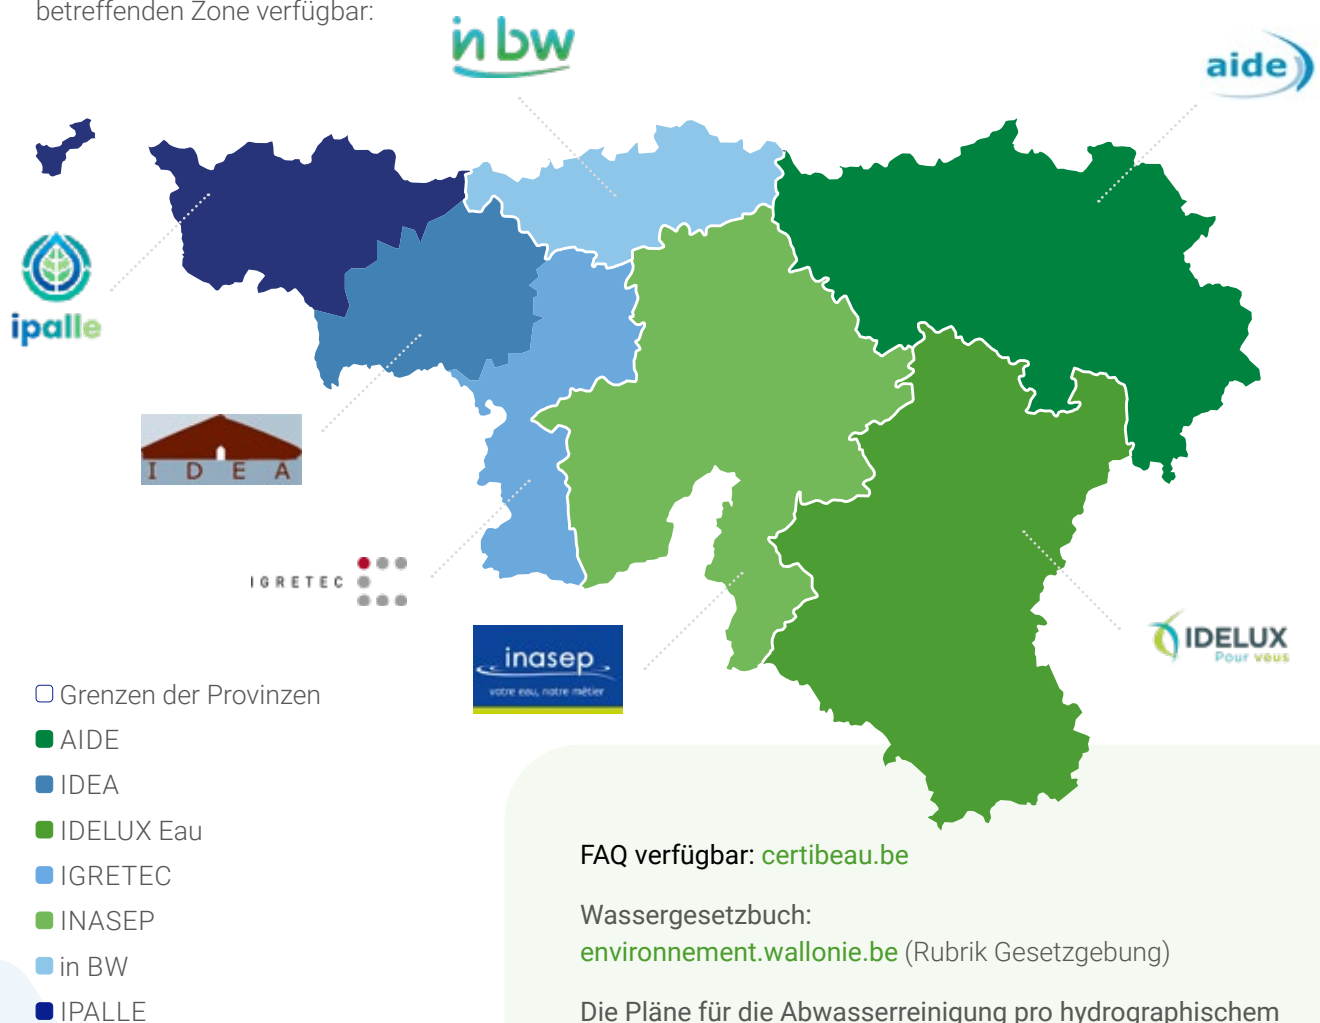 betreffenden Zone verfügbar:
in bw
aide
ipalle
IDEA
IGRETEC
inasep
votre eau, notre métier
IDELUX
Pour vous
Grenzen der Provinzen
AIDE
IDEA
IDELUX Eau
IGRETEC
INASEP
in BW
IPALLE
FAQ verfügbar: certibeau.be
Wassergesetzbuch:
environnement.wallonie.be (Rubrik Gesetzgebung)
Die Pläne für die Abwasserreinigung pro hydrographischem